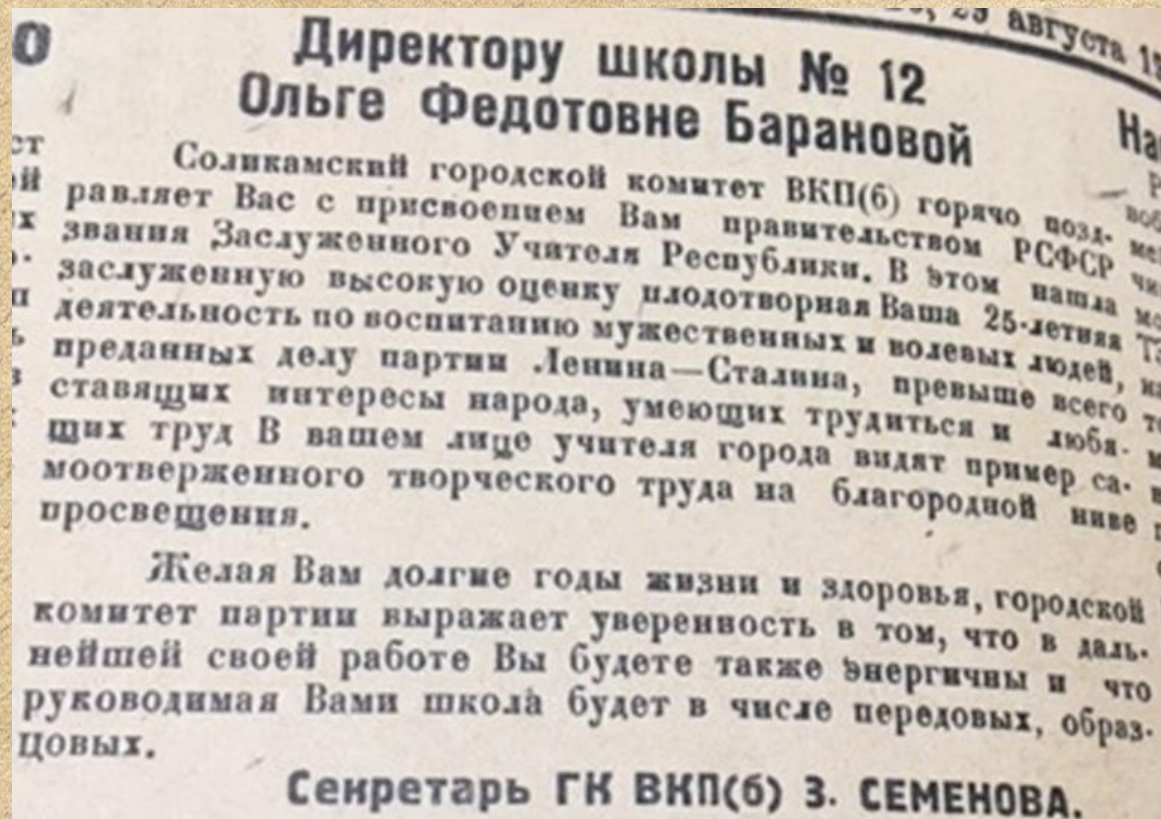 29 августа
Директору школы № 12
Ольге Федотовне Барановой
Соликамский городской комитет ВКП(б) горячо позд-
равляет Вас с присвоением Вам правительством РСФСР
звания Заслуженного Учителя Республики. В этом нашла
заслуженную высокую оценку плодотворная Ваша 25-летняя
деятельность по воспитанию мужественных и волевых людей,
преданных делу партии Ленина—Сталина, превыше всего
ставящих интересы народа, умеющих трудиться и любя-
щих труд В вашем лице учителя города видят пример са-
моотверженного творческого труда на благородной ниве
просвещения.
Желая Вам долгие годы жизни и здоровья, городской
комитет партии выражает уверенность в том, что в даль-
нейшей своей работе Вы будете также энергичны и что
руководимая Вами школа будет в числе передовых, образ-
цовых.
Секретарь ГК ВКП(б) З. СЕМЕНОВА.